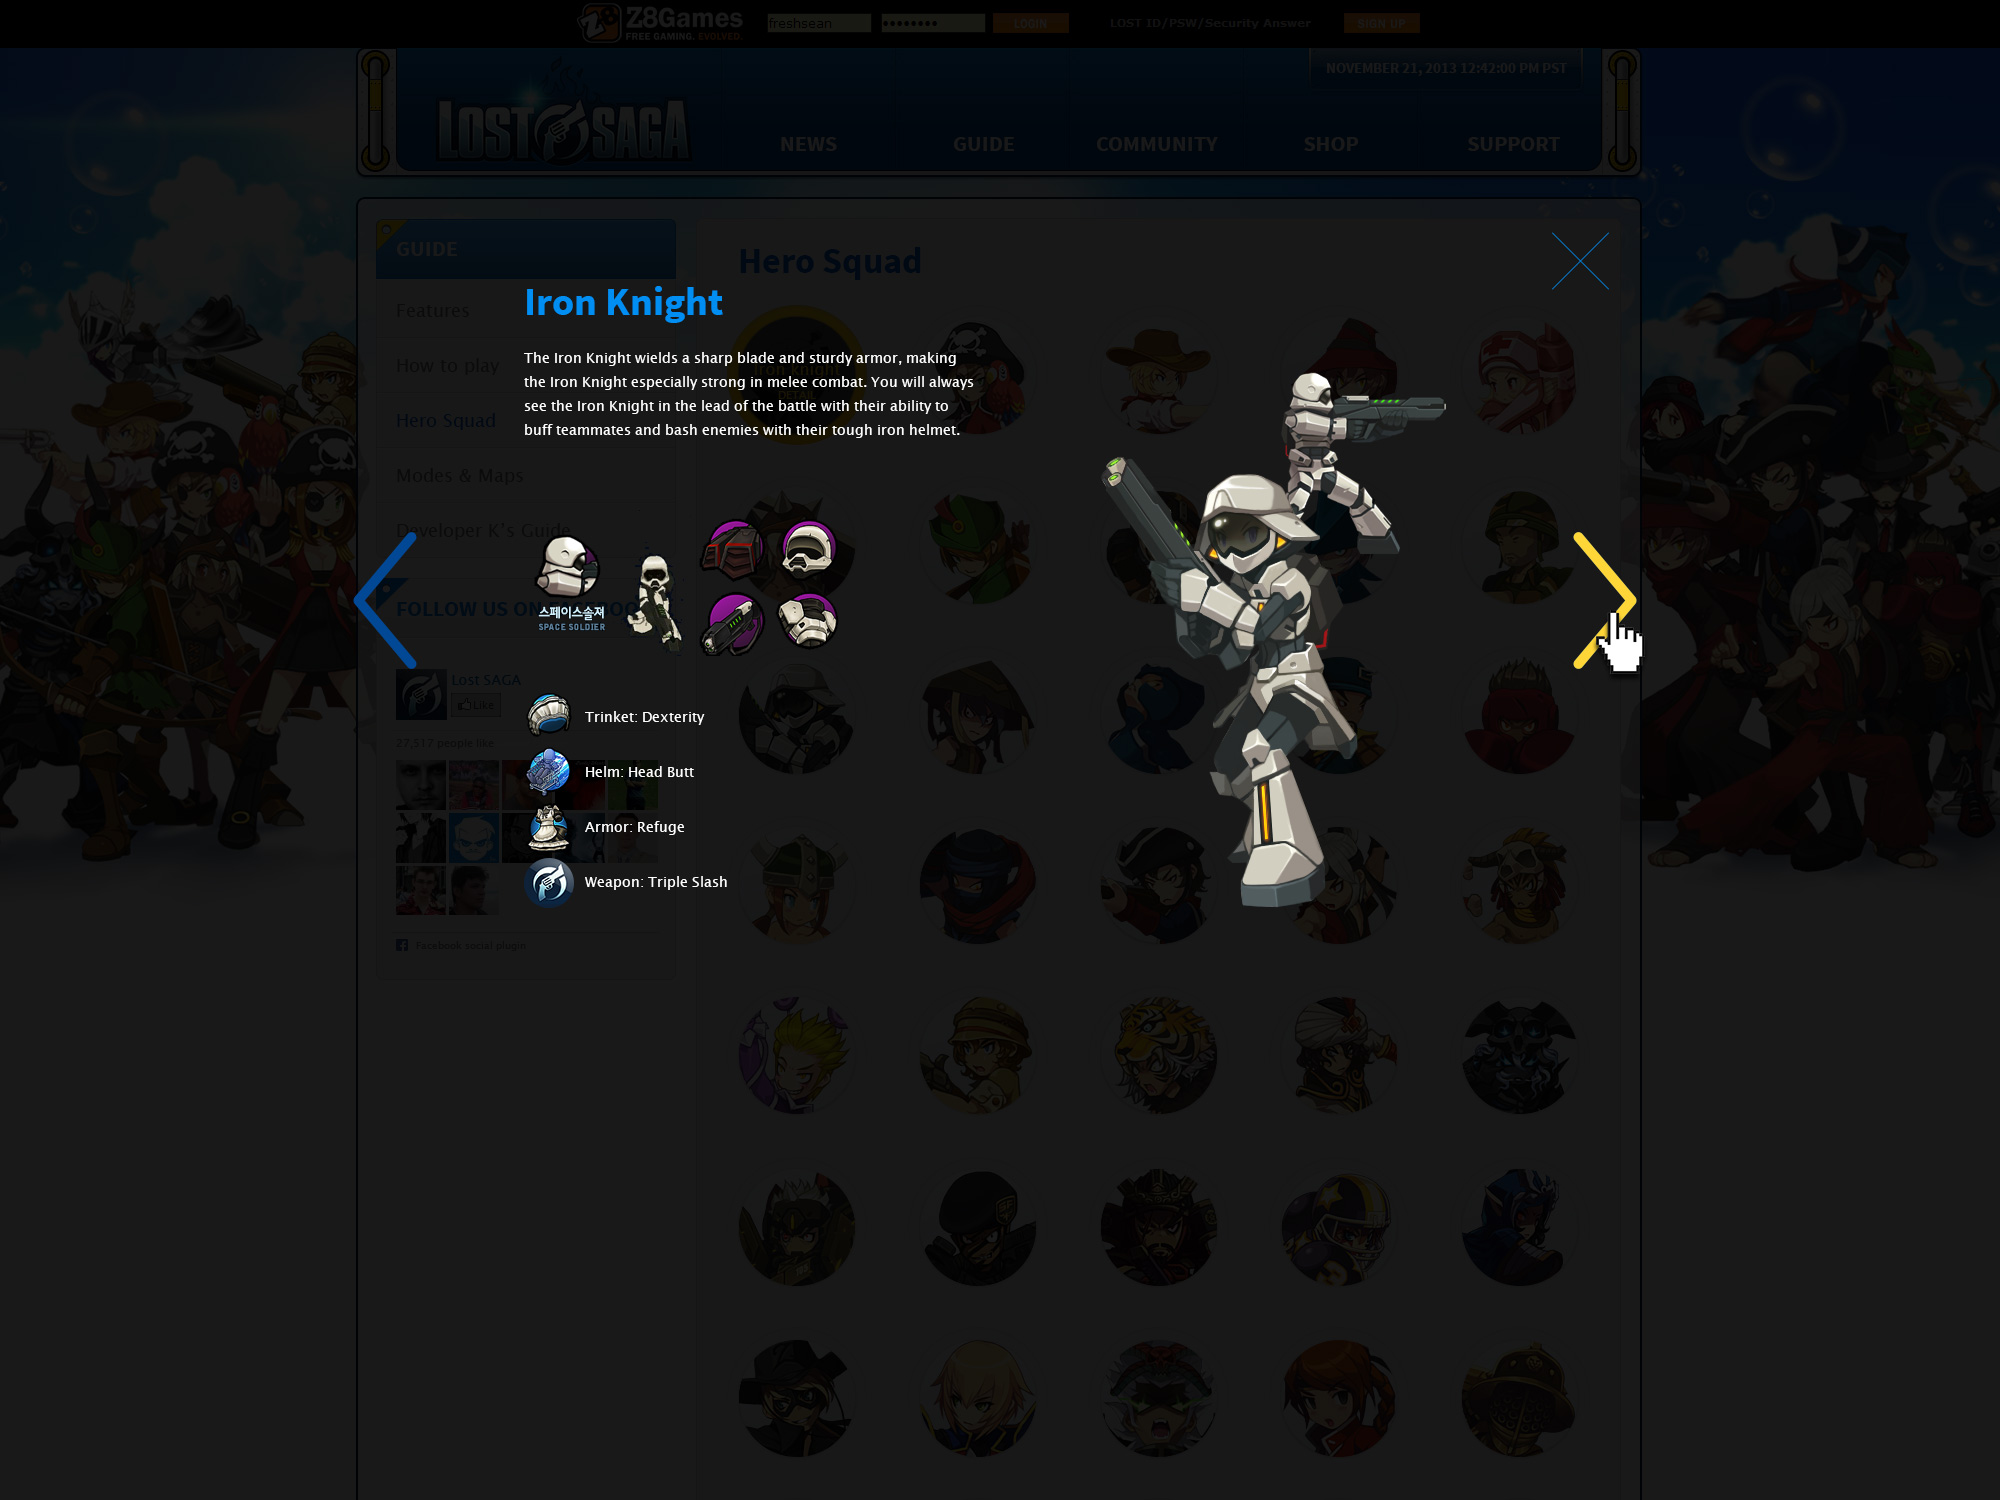 Z8Games
FREE GAMING. EVOLVED.
freshsean
LOGIN
LOST ID/PSW/Security Answer
SIGN UP
NOVEMBER 21, 2013 12:42:00 PM PST
LOST SAGA
NEWS
GUIDE
COMMUNITY
SHOP
SUPPORT
GUIDE
Features
How to play
Hero Squad
Modes & Maps
Developer K's Guide
FOLLOW US ON
Lost SAGA
Like
22,517 people like
Facebook social plugin
Hero Squad
Iron Knight
Iron Knight
The Iron Knight wields a sharp blade and sturdy armor, making
the Iron Knight especially strong in melee combat. You will always
see the Iron Knight in the lead of the battle with their ability to
buff teammates and bash enemies with their tough iron helmet.
스페이스솔져
SPACE SOLDIER
Trinket: Dexterity
Helm: Head Butt
Armor: Refuge
Weapon: Triple Slash